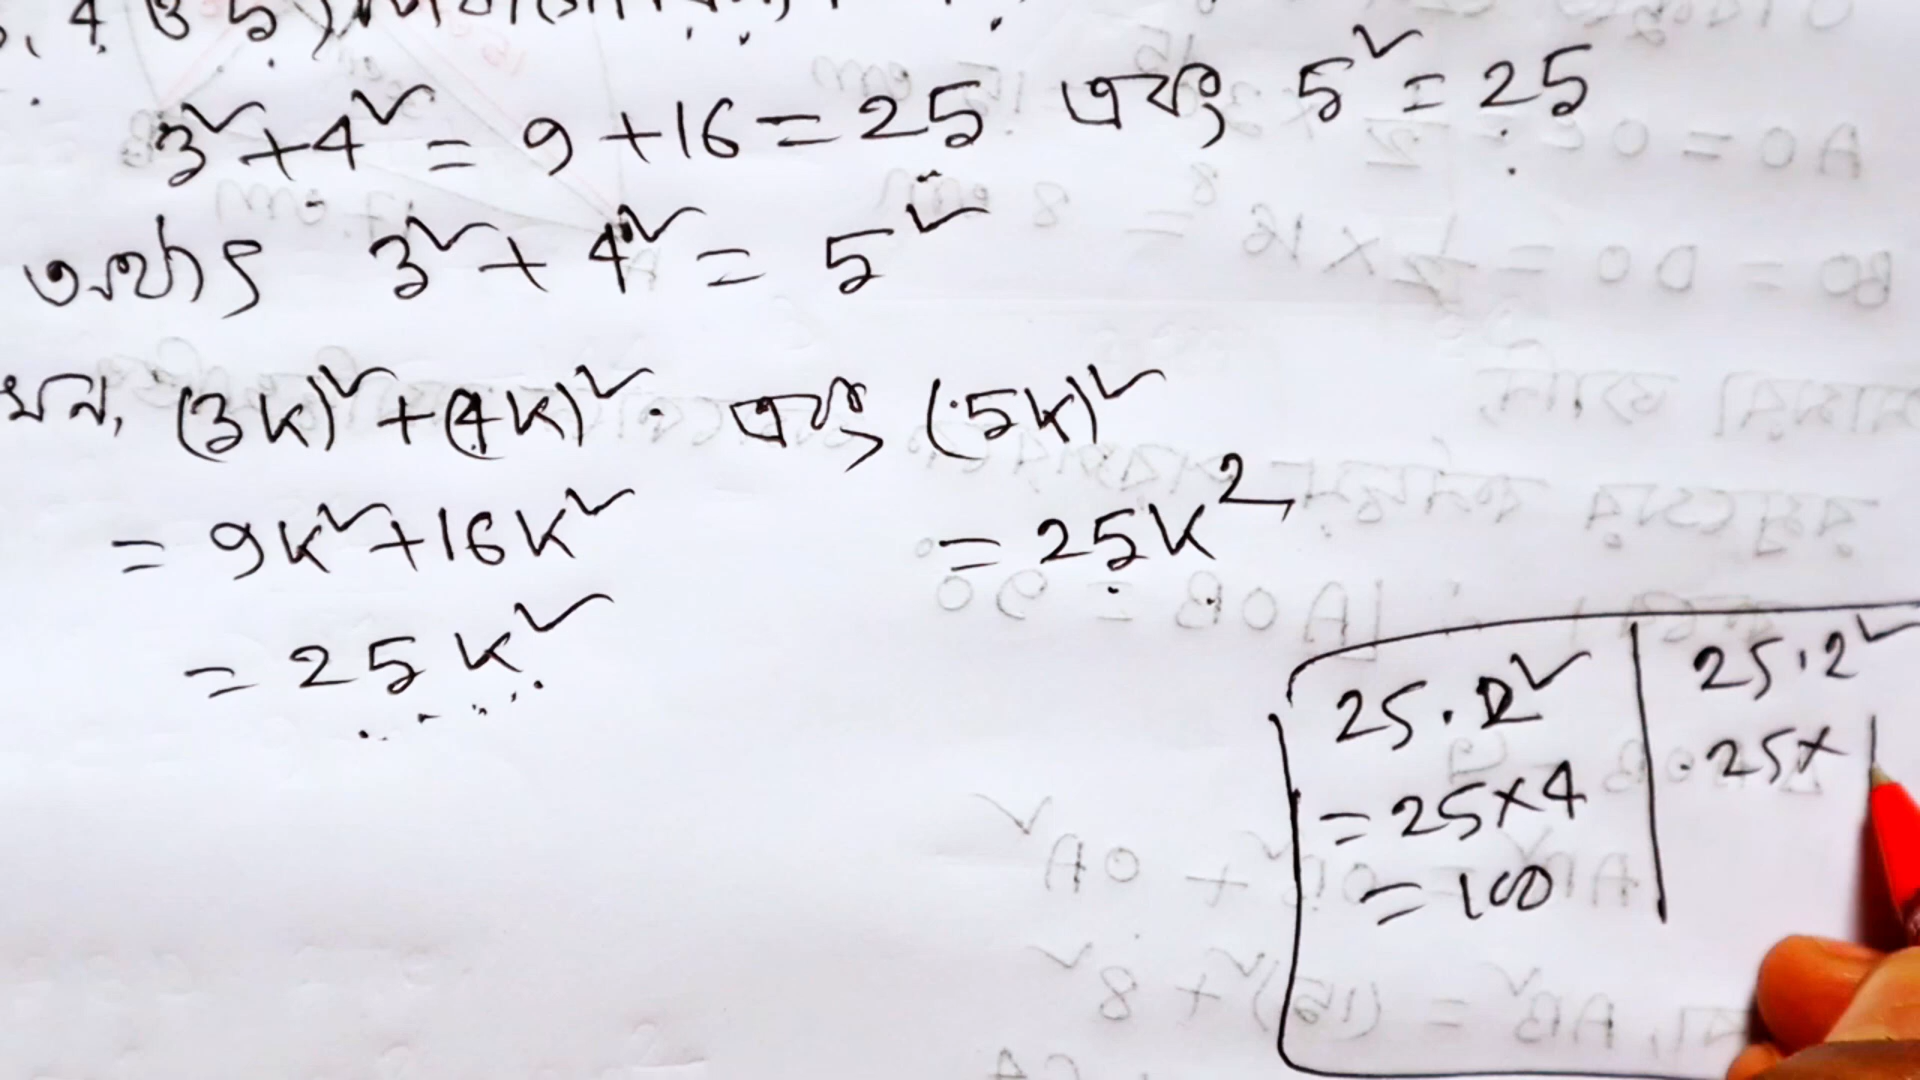 3² + 4² = 9 + 16 = 25 এবং 5² = 25
অর্থাৎ 3² + 4² = 5²
(3k)² + (4k)² এবং (5k)²
= 9k² + 16k² = 25k²
= 25k²
25.2² 25.2²
= 25×4 25×
= 100